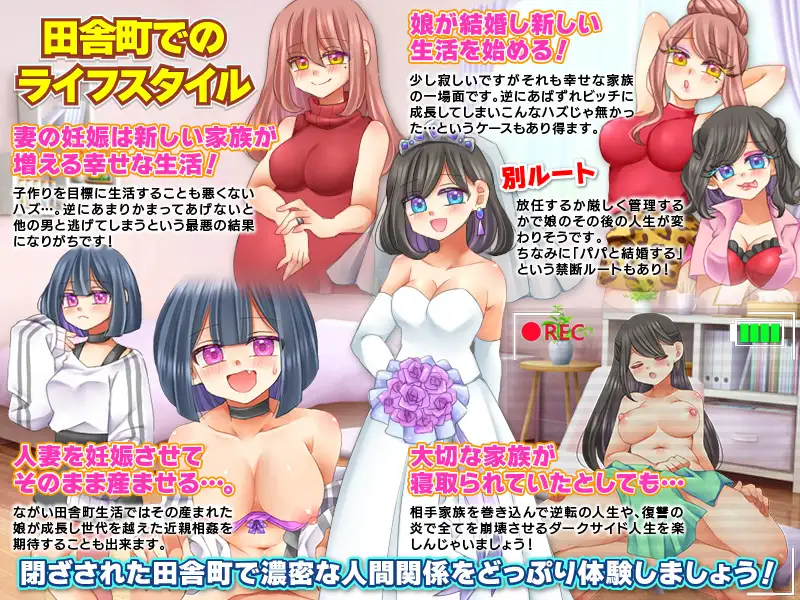 田舎町での
ライフスタイル
妻の妊娠は新しい家族が
増える幸せな生活!
子作りを目標に生活することも悪くない
ハズ…。逆にあまりかまってあげないと
他の男と逃げてしまうという最悪の結果
になりがちです!
娘が結婚し新しい
生活を始める!
少し寂しいですがそれも幸せな家族
の一場面です。逆にあばずれビッチに
成長してしまいこんなハズじゃ無かっ
た…というケースもあり得ます。
別ルート
放任するか厳しく管理する
かで娘のその後の人生が変
わりそうです。
ちなみに「パパと結婚する」
という禁断ルートもあり!
REC
人妻を妊娠させて
そのまま産ませる…。
ながい田舎町生活ではその産まれた
娘が成長し世代を越えた近親相姦を
期待することも出来ます。
大切な家族が
寝取られていたとしても…
相手家族を巻き込んで逆転の人生や、復讐の
炎で全てを崩壊させるダークサイド人生を楽
しんじゃいましょう!
閉ざされた田舎町で濃密な人間関係をどっぷり体験しましょう!